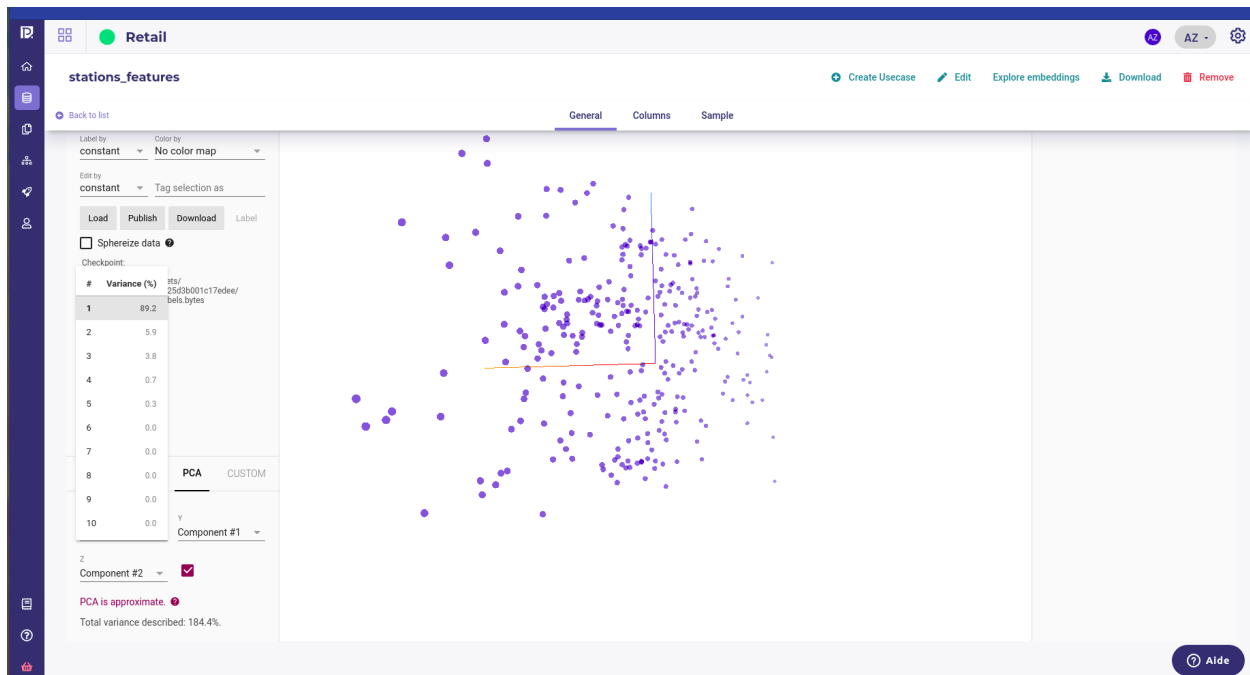 Retail
AZ
AZ
stations_features
Create Usecase
Edit
Explore embeddings
Download
Remove
Back to list
General
Columns
Sample
Label by
Color by
constant
No color map
Edit by
constant
Tag selection as
Load
Publish
Download
Label
Sphereize data
Checkpoint:
# Variance (%)
ets/
25d3b001c17edee/
bels.bytes
1 89.2
2 5.9
3 3.8
4 0.7
5 0.3
6 0.0
7 0.0
8 0.0
9 0.0
10 0.0
PCA
CUSTOM
Y
Component #1
Z
Component #2
PCA is approximate.
Total variance described: 184.4%.
Aide